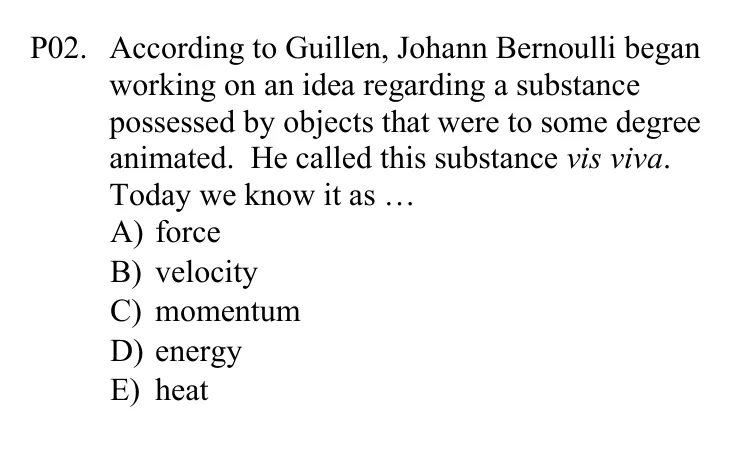 P02. According to Guillen, Johann Bernoulli began
working on an idea regarding a substance
possessed by objects that were to some degree
animated. He called this substance vis viva.
Today we know it as …
A) force
B) velocity
C) momentum
D) energy
E) heat